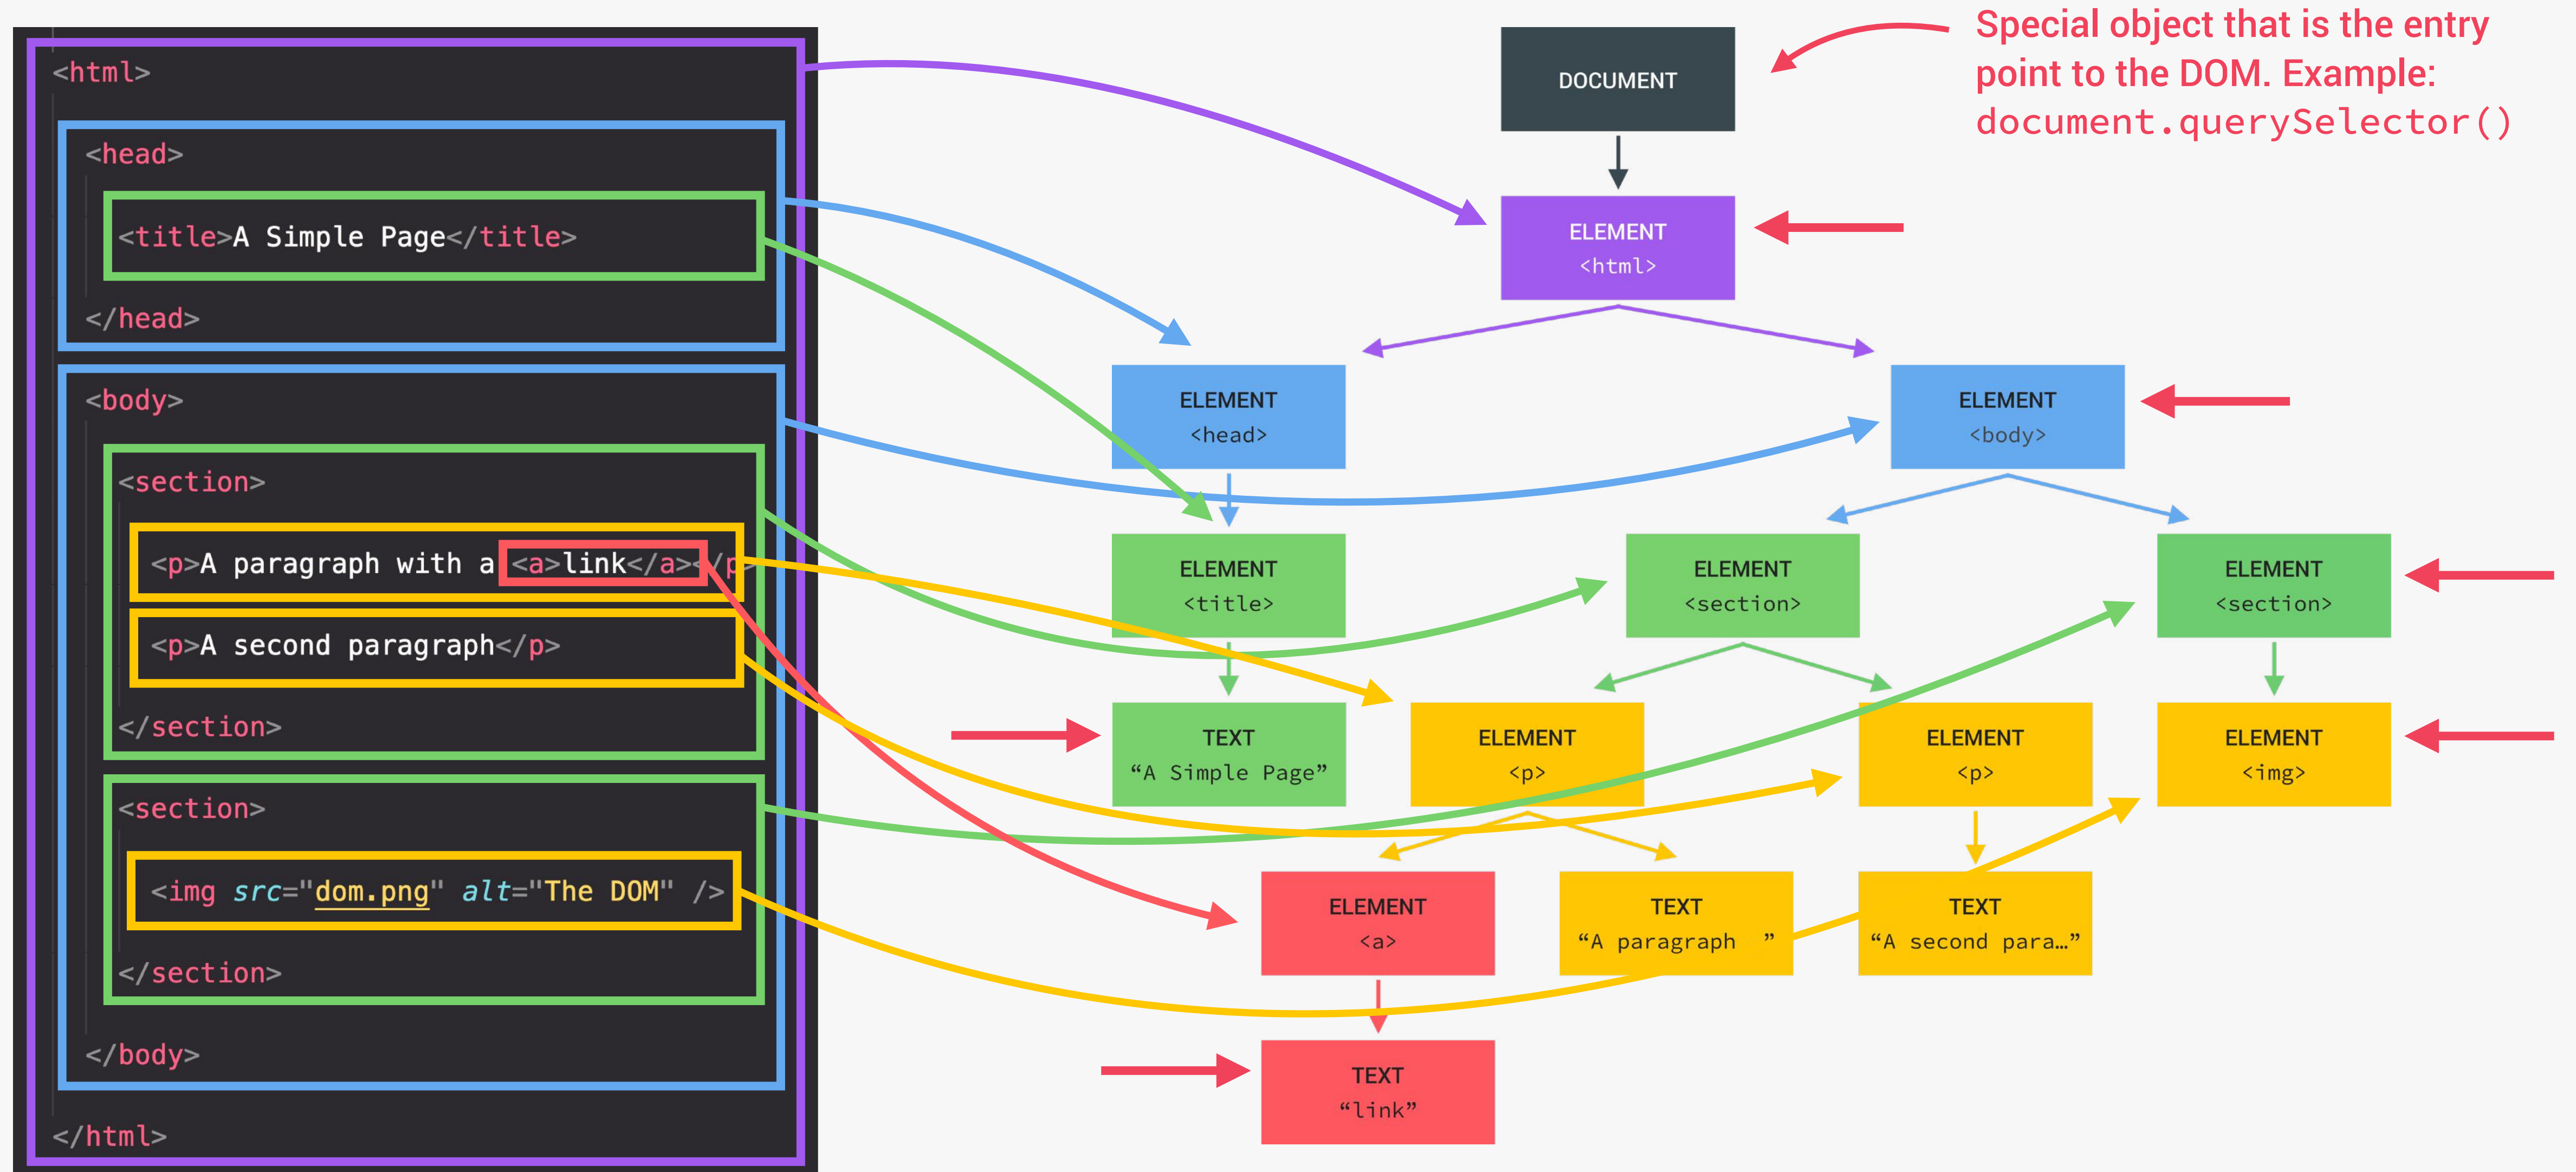 <html>
<head>
<title>A Simple Page</title>
</head>
<body>
<section>
<p>A paragraph with a <a>link</a></p>
<p>A second paragraph</p>
</section>
<section>
<img src="dom.png" alt="The DOM" />
</section>
</body>
</html>
Special object that is the entry
point to the DOM. Example:
document.querySelector()
DOCUMENT
ELEMENT
<html>
ELEMENT
<head>
ELEMENT
<body>
ELEMENT
<title>
ELEMENT
<section>
ELEMENT
<section>
TEXT
“A Simple Page”
ELEMENT
<p>
ELEMENT
<p>
ELEMENT
<img>
ELEMENT
<a>
TEXT
“A paragraph  ”
TEXT
“A second para…”
TEXT
“link”